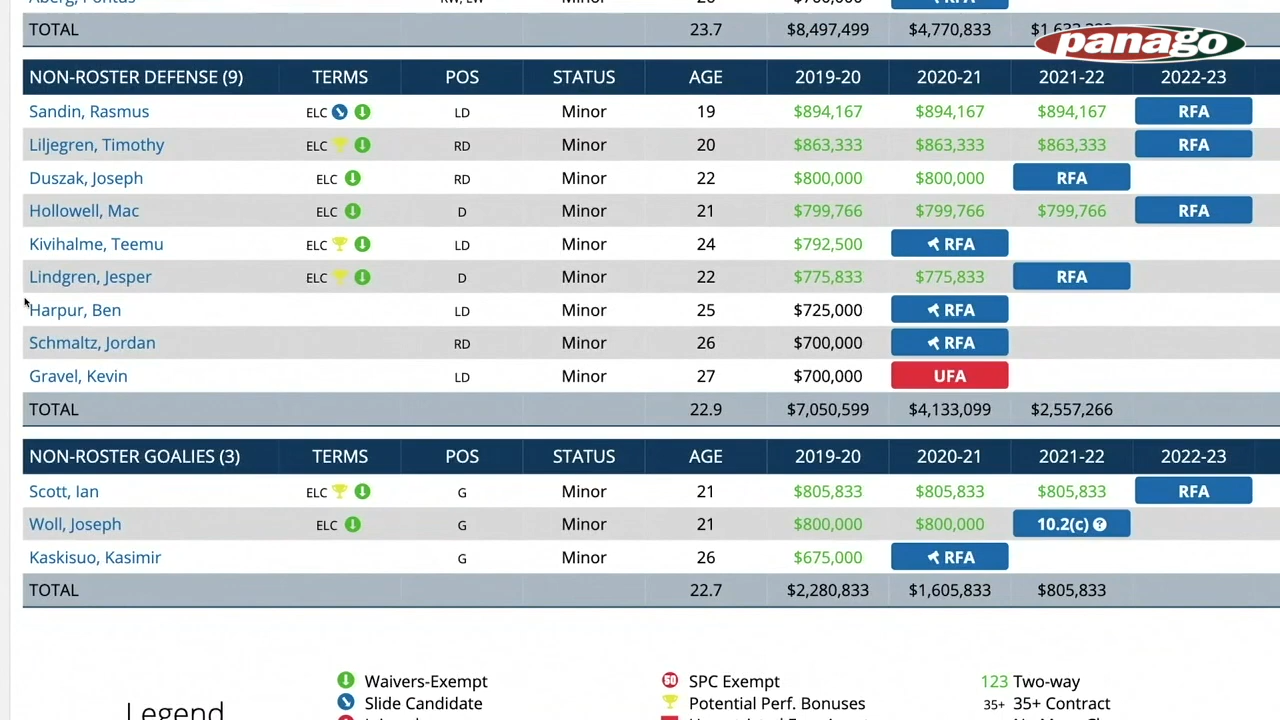 Aberg, Pontus RW, LW Minor RFA
TOTAL 23.7 $8,497,499 $4,770,833
panago
NON-ROSTER DEFENSE (9) TERMS POS STATUS AGE 2019-20 2020-21 2021-22 2022-23
Sandin, Rasmus ELC LD Minor 19 $894,167 $894,167 $894,167 RFA
Liljegren, Timothy ELC RD Minor 20 $863,333 $863,333 $863,333 RFA
Duszak, Joseph ELC RD Minor 22 $800,000 $800,000 RFA
Hollowell, Mac ELC D Minor 21 $799,766 $799,766 $799,766 RFA
Kivihalme, Teemu ELC LD Minor 24 $792,500 RFA
Lindgren, Jesper ELC D Minor 22 $775,833 $775,833 RFA
Harpur, Ben LD Minor 25 $725,000 RFA
Schmaltz, Jordan RD Minor 26 $700,000 RFA
Gravel, Kevin LD Minor 27 $700,000 UFA
TOTAL 22.9 $7,050,599 $4,133,099 $2,557,266
NON-ROSTER GOALIES (3) TERMS POS STATUS AGE 2019-20 2020-21 2021-22 2022-23
Scott, Ian ELC G Minor 21 $805,833 $805,833 $805,833 RFA
Woll, Joseph ELC G Minor 21 $800,000 $800,000 10.2(c) ?
Kaskisuo, Kasimir G Minor 26 $675,000 RFA
TOTAL 22.7 $2,280,833 $1,605,833 $805,833
Waivers-Exempt 50 SPC Exempt 123 Two-way
Legend Slide Candidate Potential Perf. Bonuses 35+ 35+ Contract